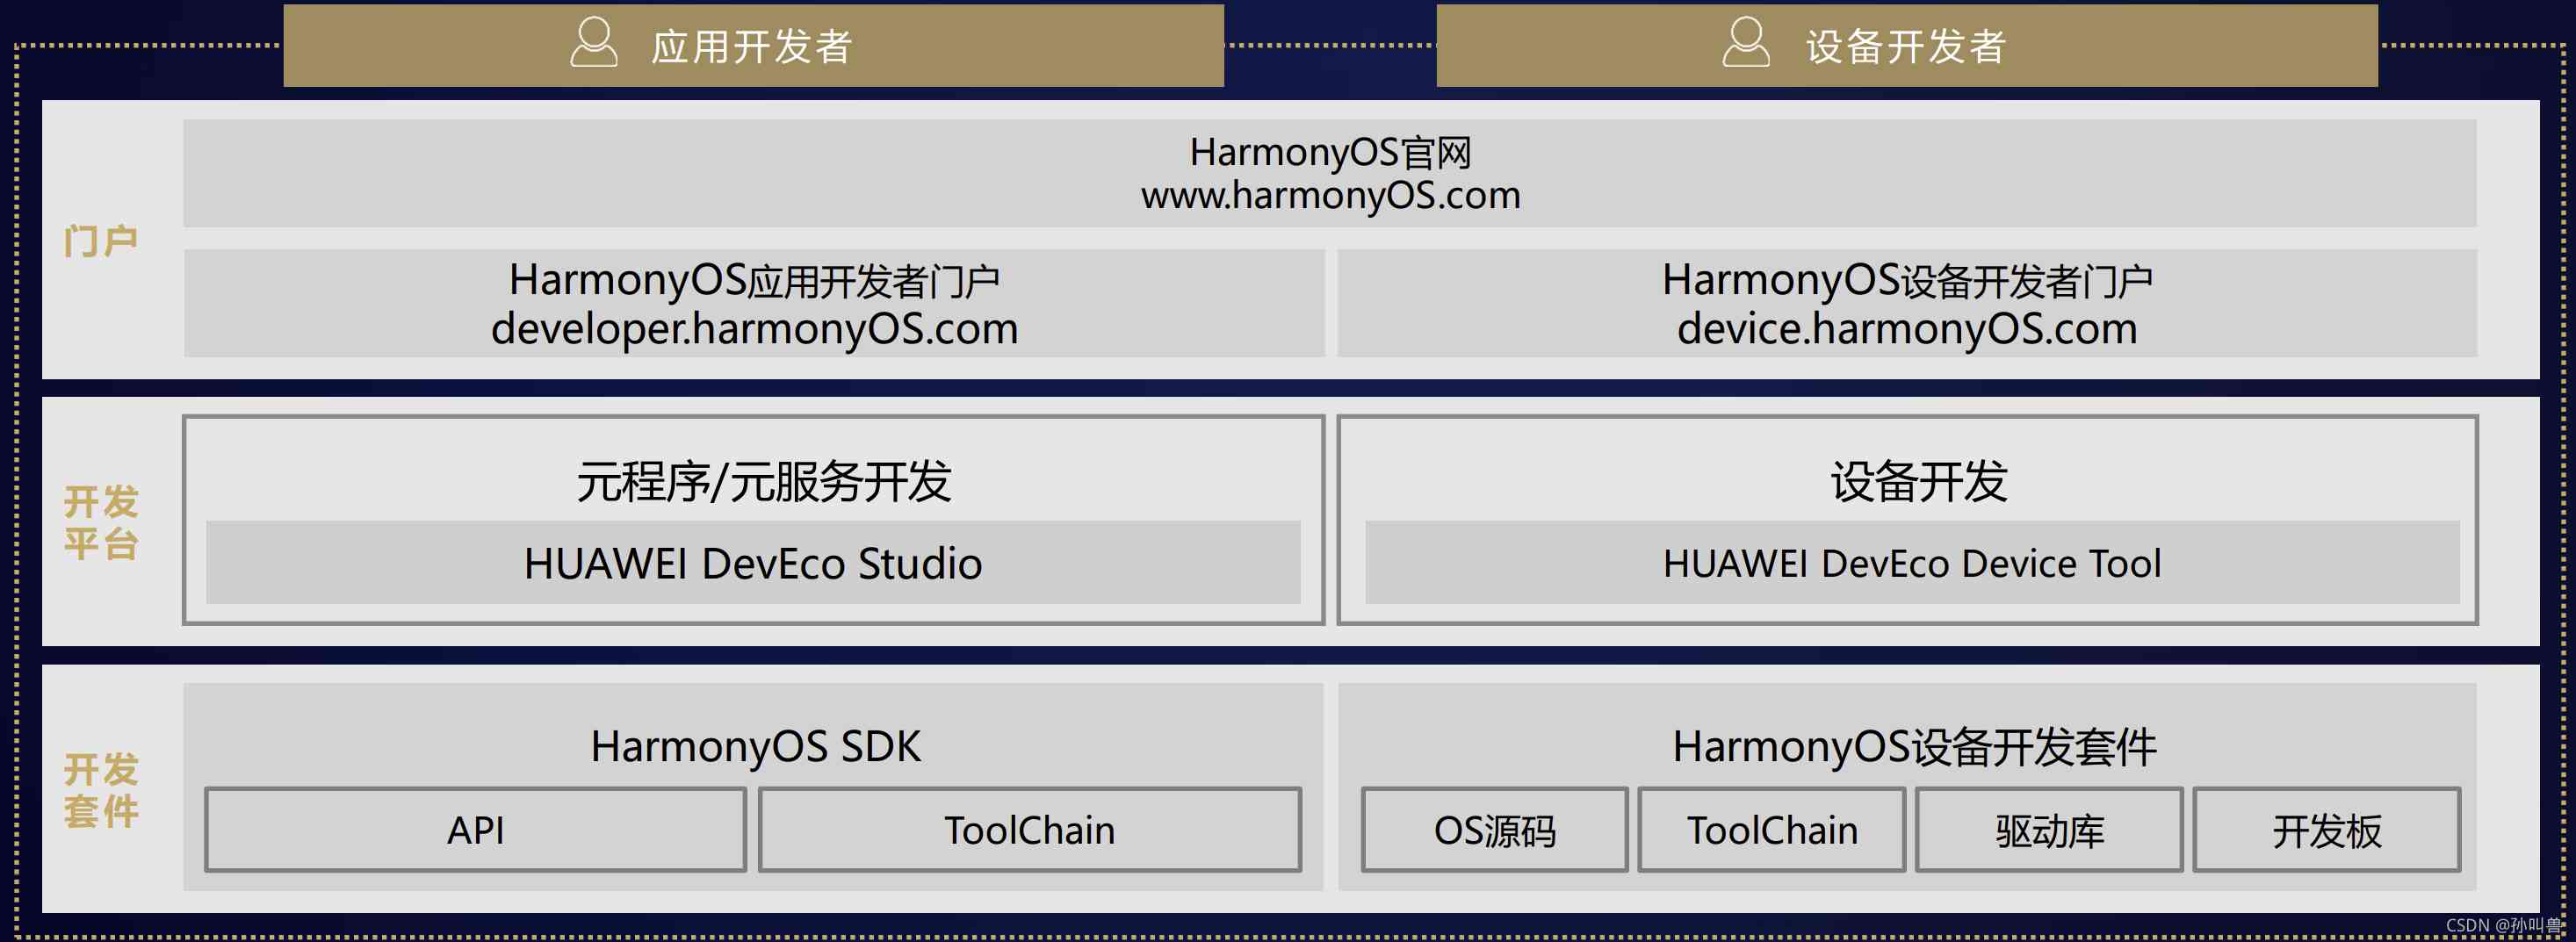 应用开发者
设备开发者
门户
HarmonyOS官网
www.harmonyOS.com
HarmonyOS应用开发者门户
developer.harmonyOS.com
HarmonyOS设备开发者门户
device.harmonyOS.com
开发
平台
元程序/元服务开发
HUAWEI DevEco Studio
设备开发
HUAWEI DevEco Device Tool
开发
套件
HarmonyOS SDK
API
ToolChain
HarmonyOS设备开发套件
OS源码
ToolChain
驱动库
开发板
CSDN @孙叫兽